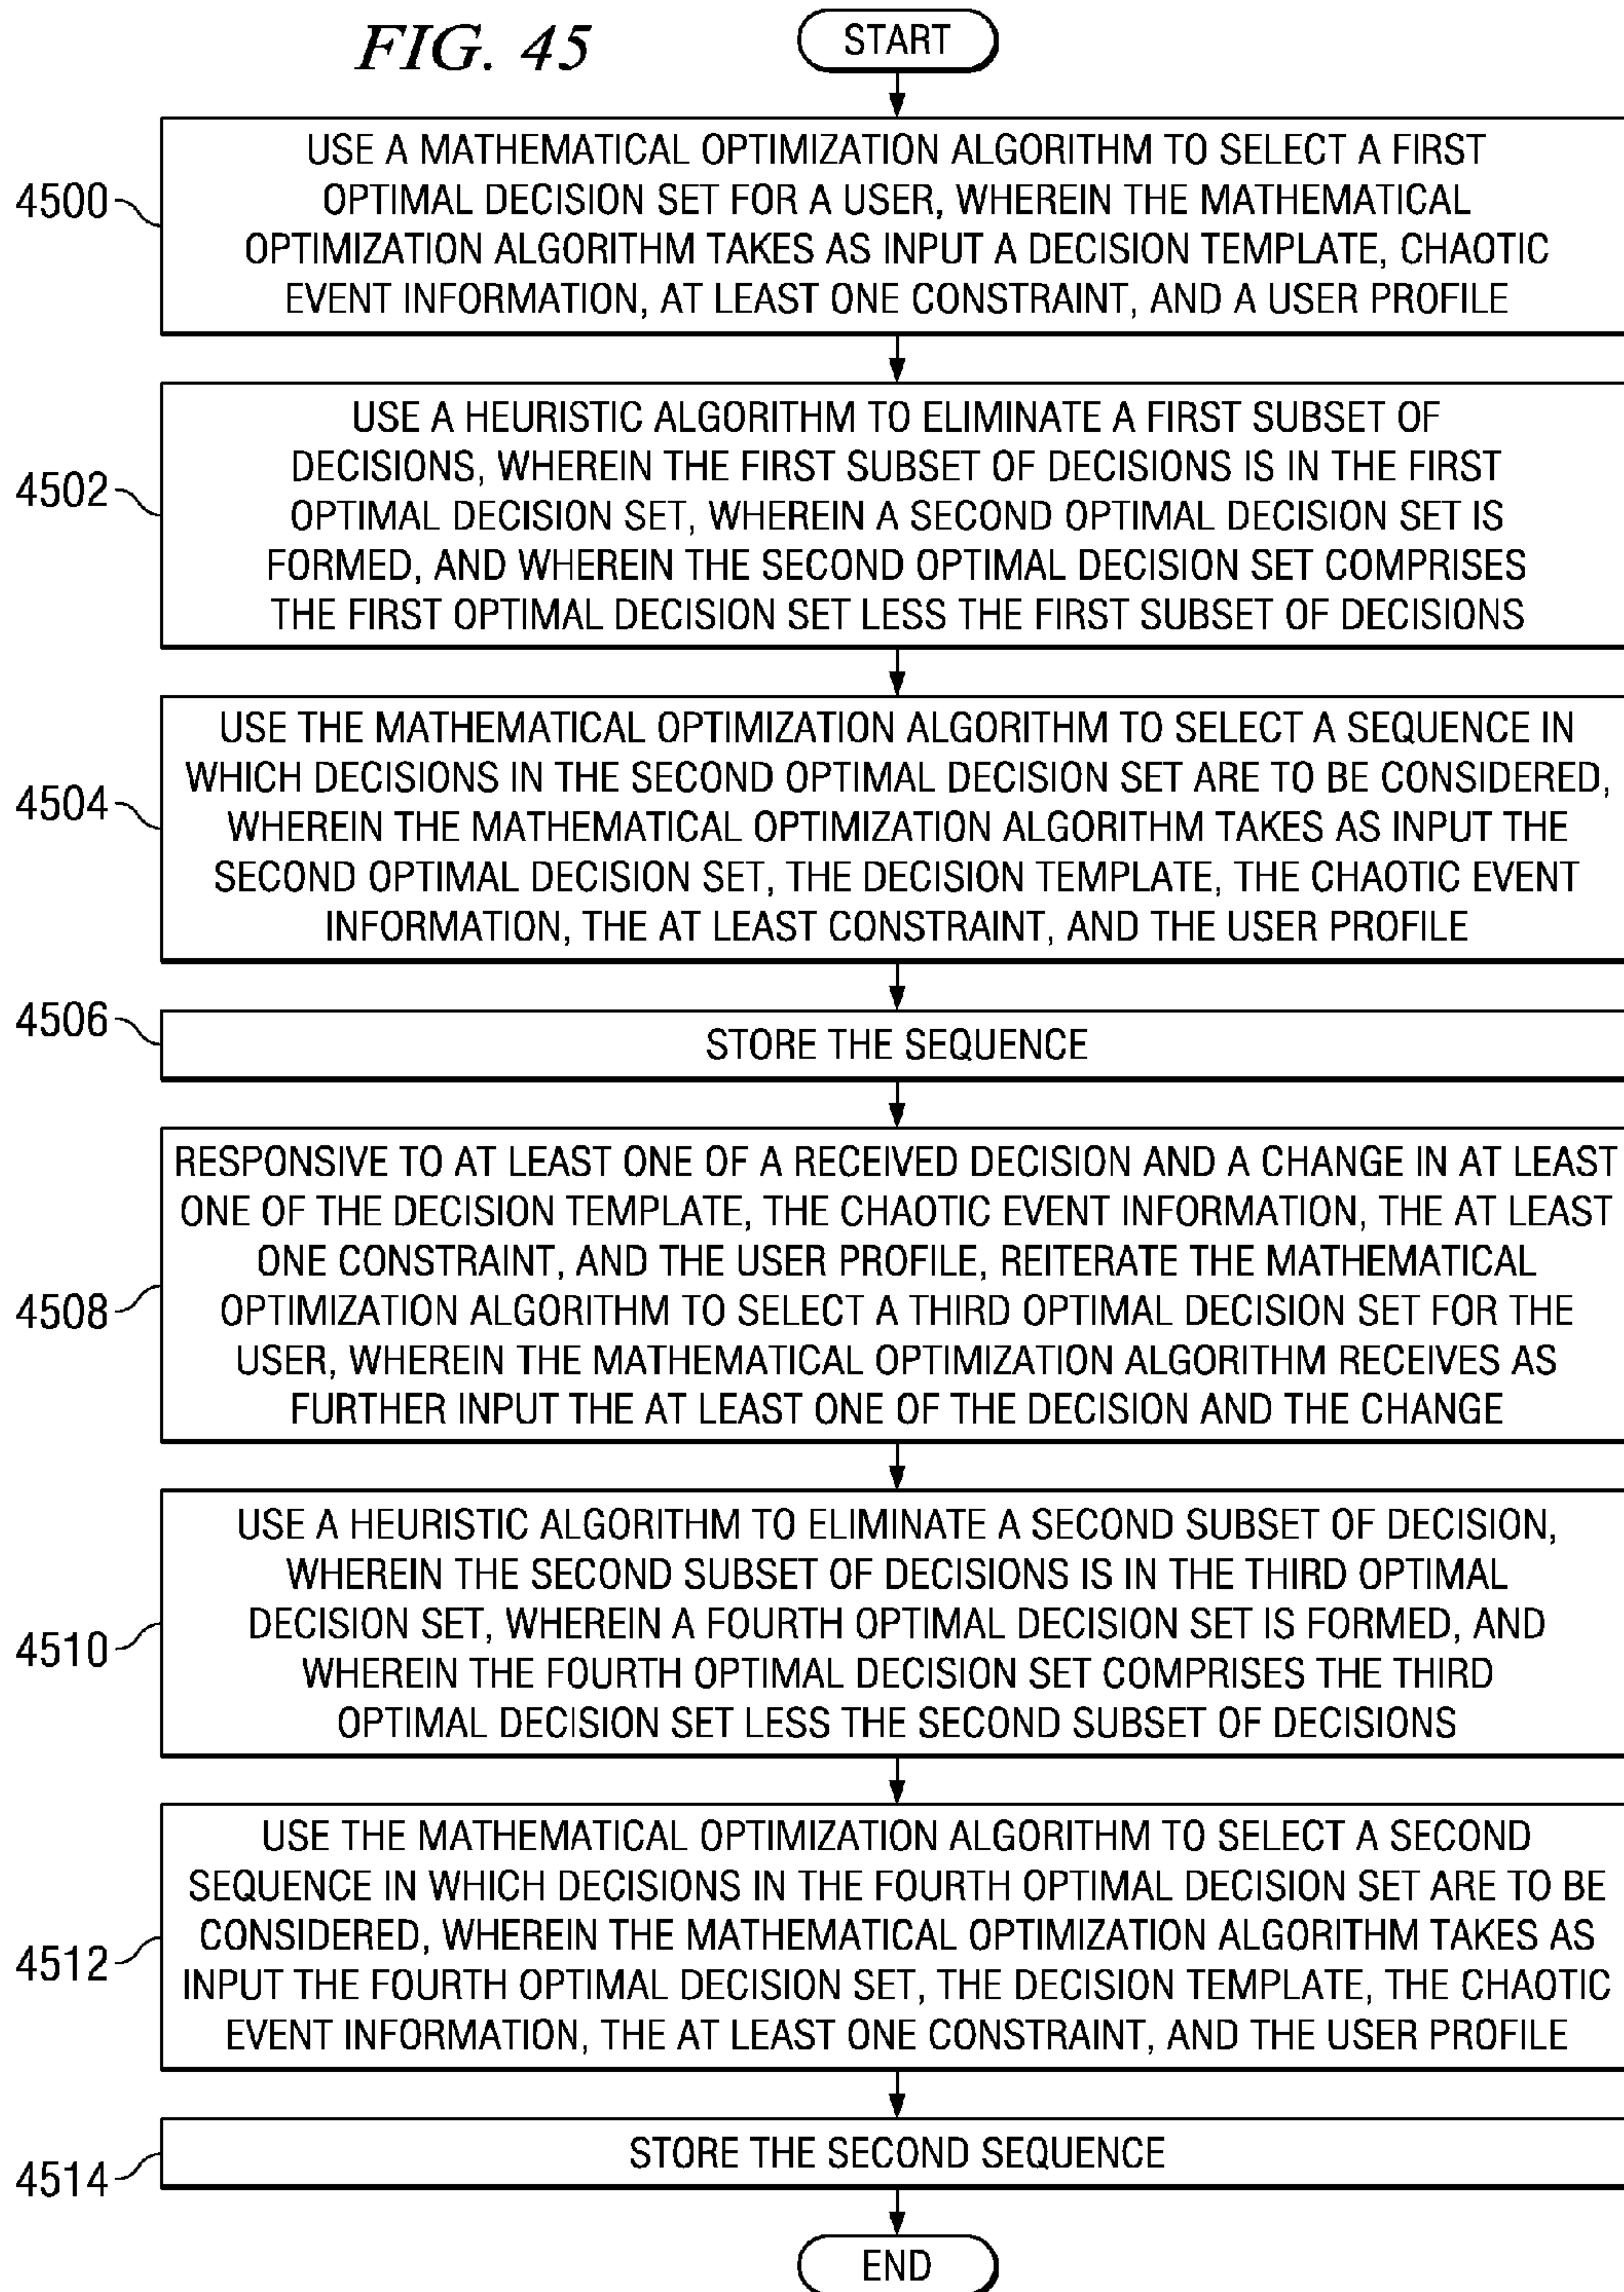 FIG. 45
START
4500
USE A MATHEMATICAL OPTIMIZATION ALGORITHM TO SELECT A FIRST
OPTIMAL DECISION SET FOR A USER, WHEREIN THE MATHEMATICAL
OPTIMIZATION ALGORITHM TAKES AS INPUT A DECISION TEMPLATE, CHAOTIC
EVENT INFORMATION, AT LEAST ONE CONSTRAINT, AND A USER PROFILE
4502
USE A HEURISTIC ALGORITHM TO ELIMINATE A FIRST SUBSET OF
DECISIONS, WHEREIN THE FIRST SUBSET OF DECISIONS IS IN THE FIRST
OPTIMAL DECISION SET, WHEREIN A SECOND OPTIMAL DECISION SET IS
FORMED, AND WHEREIN THE SECOND OPTIMAL DECISION SET COMPRISES
THE FIRST OPTIMAL DECISION SET LESS THE FIRST SUBSET OF DECISIONS
4504
USE THE MATHEMATICAL OPTIMIZATION ALGORITHM TO SELECT A SEQUENCE IN
WHICH DECISIONS IN THE SECOND OPTIMAL DECISION SET ARE TO BE CONSIDERED,
WHEREIN THE MATHEMATICAL OPTIMIZATION ALGORITHM TAKES AS INPUT THE
SECOND OPTIMAL DECISION SET, THE DECISION TEMPLATE, THE CHAOTIC EVENT
INFORMATION, THE AT LEAST CONSTRAINT, AND THE USER PROFILE
4506
STORE THE SEQUENCE
4508
RESPONSIVE TO AT LEAST ONE OF A RECEIVED DECISION AND A CHANGE IN AT LEAST
ONE OF THE DECISION TEMPLATE, THE CHAOTIC EVENT INFORMATION, THE AT LEAST
ONE CONSTRAINT, AND THE USER PROFILE, REITERATE THE MATHEMATICAL
OPTIMIZATION ALGORITHM TO SELECT A THIRD OPTIMAL DECISION SET FOR THE
USER, WHEREIN THE MATHEMATICAL OPTIMIZATION ALGORITHM RECEIVES AS
FURTHER INPUT THE AT LEAST ONE OF THE DECISION AND THE CHANGE
4510
USE A HEURISTIC ALGORITHM TO ELIMINATE A SECOND SUBSET OF DECISION,
WHEREIN THE SECOND SUBSET OF DECISIONS IS IN THE THIRD OPTIMAL
DECISION SET, WHEREIN A FOURTH OPTIMAL DECISION SET IS FORMED, AND
WHEREIN THE FOURTH OPTIMAL DECISION SET COMPRISES THE THIRD
OPTIMAL DECISION SET LESS THE SECOND SUBSET OF DECISIONS
4512
USE THE MATHEMATICAL OPTIMIZATION ALGORITHM TO SELECT A SECOND
SEQUENCE IN WHICH DECISIONS IN THE FOURTH OPTIMAL DECISION SET ARE TO BE
CONSIDERED, WHEREIN THE MATHEMATICAL OPTIMIZATION ALGORITHM TAKES AS
INPUT THE FOURTH OPTIMAL DECISION SET, THE DECISION TEMPLATE, THE CHAOTIC
EVENT INFORMATION, THE AT LEAST ONE CONSTRAINT, AND THE USER PROFILE
4514
STORE THE SECOND SEQUENCE
END